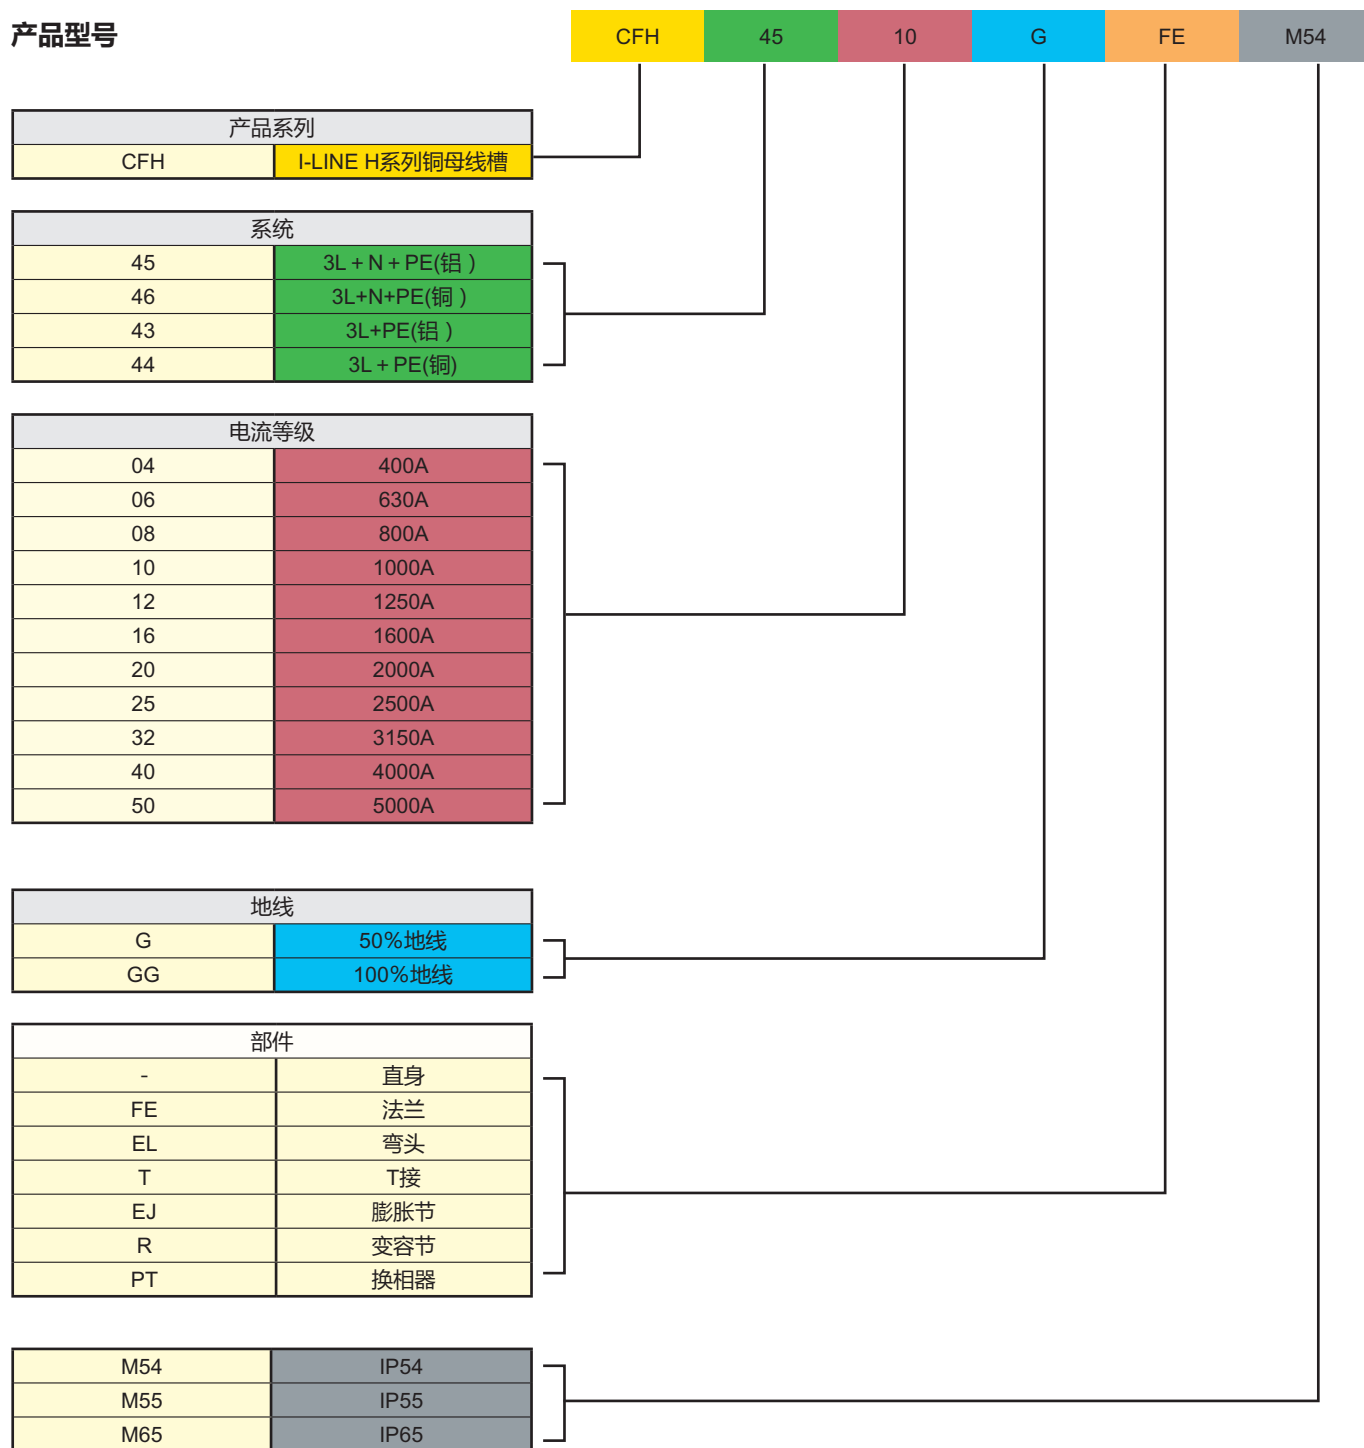 产品型号 CFH 45 10 G FE M54
产品系列
CFH I-LINE H系列铜母线槽
系统
45 3L + N + PE(铝 )
46 3L+N+PE(铜 )
43 3L+PE(铝 )
44 3L + PE(铜)
电流等级
04 400A
06 630A
08 800A
10 1000A
12 1250A
16 1600A
20 2000A
25 2500A
32 3150A
40 4000A
50 5000A
地线
G 50%地线
GG 100%地线
部件
- 直身
FE 法兰
EL 弯头
T T接
EJ 膨胀节
R 变容节
PT 换相器
M54 IP54
M55 IP55
M65 IP65